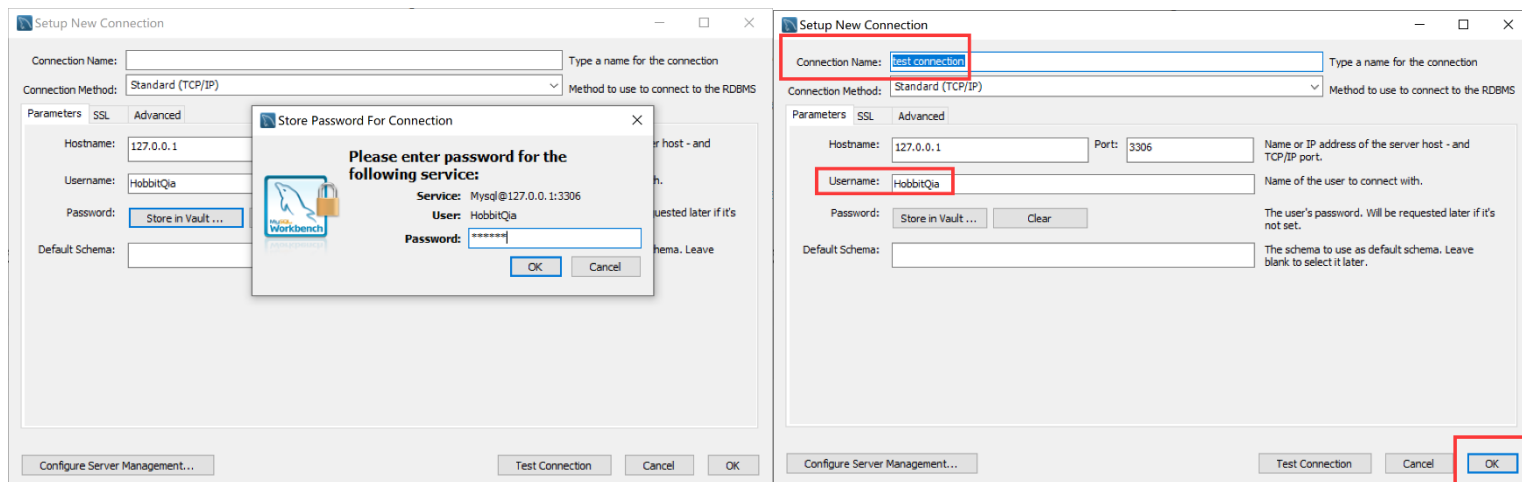 Setup New Connection
Connection Name:
Type a name for the connection
Connection Method:
Standard (TCP/IP)
Method to use to connect to the RDBMS
Parameters
SSL
Advanced
Hostname:
127.0.0.1
r host - and
Username:
HobbitQia
h.
Password:
Store in Vault ...
uested later if it's
Default Schema:
hema. Leave
Store Password For Connection
Please enter password for the
following service:
Service: Mysql@127.0.0.1:3306
User: HobbitQia
Password: ******
MySQL
Workbench
OK
Cancel
Configure Server Management...
Test Connection
Cancel
OK
Setup New Connection
Connection Name:
test connection
Type a name for the connection
Connection Method:
Standard (TCP/IP)
Method to use to connect to the RDBMS
Parameters
SSL
Advanced
Hostname:
127.0.0.1
Port:
3306
Name or IP address of the server host - and
TCP/IP port.
Username:
HobbitQia
Name of the user to connect with.
Password:
Store in Vault ...
Clear
The user's password. Will be requested later if it's
not set.
Default Schema:
The schema to use as default schema. Leave
blank to select it later.
Configure Server Management...
Test Connection
Cancel
OK